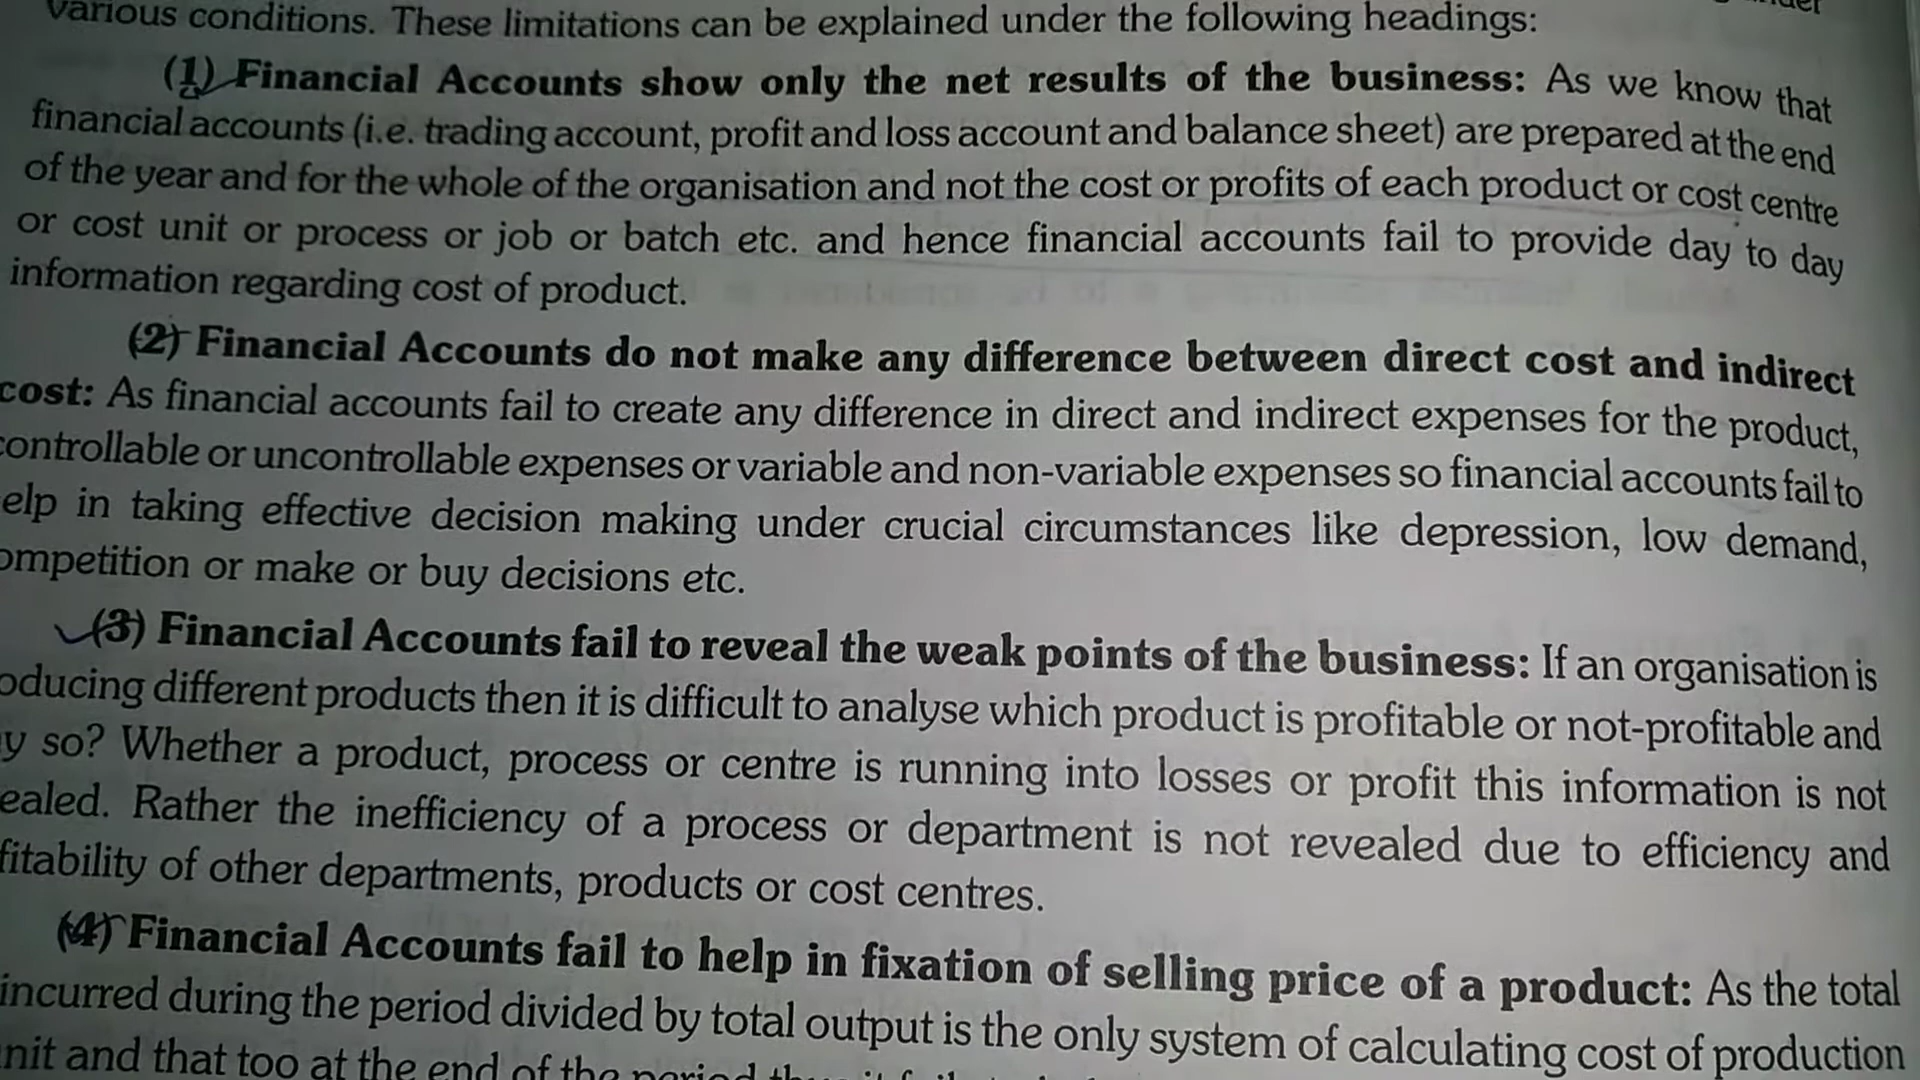 various conditions. These limitations can be explained under the following headings:
(1) Financial Accounts show only the net results of the business: As we know that
financial accounts (i.e. trading account, profit and loss account and balance sheet) are prepared at the end
of the year and for the whole of the organisation and not the cost or profits of each product or cost centre
or cost unit or process or job or batch etc. and hence financial accounts fail to provide day to day
information regarding cost of product.
(2) Financial Accounts do not make any difference between direct cost and indirect
cost: As financial accounts fail to create any difference in direct and indirect expenses for the product,
controllable or uncontrollable expenses or variable and non-variable expenses so financial accounts fail to
elp in taking effective decision making under crucial circumstances like depression, low demand,
ompetition or make or buy decisions etc.
(3) Financial Accounts fail to reveal the weak points of the business: If an organisation is
oducing different products then it is difficult to analyse which product is profitable or not-profitable and
y so? Whether a product, process or centre is running into losses or profit this information is not
ealed. Rather the inefficiency of a process or department is not revealed due to efficiency and
fitability of other departments, products or cost centres.
(4) Financial Accounts fail to help in fixation of selling price of a product: As the total
incurred during the period divided by total output is the only system of calculating cost of production
nit and that too at the end of the period